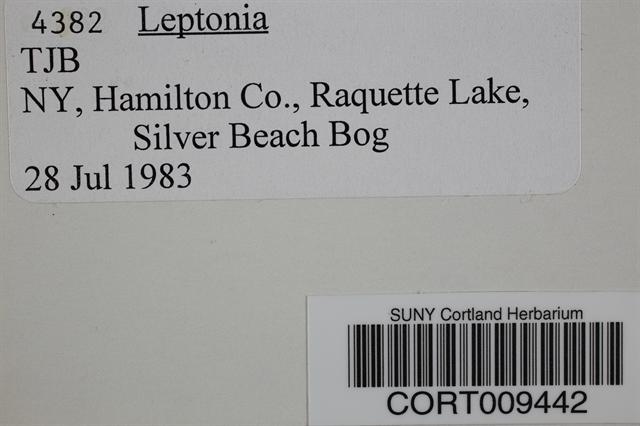 4382 Leptonia
TJB
NY, Hamilton Co., Raquette Lake,
Silver Beach Bog
28 Jul 1983
SUNY Cortland Herbarium
CORT009442